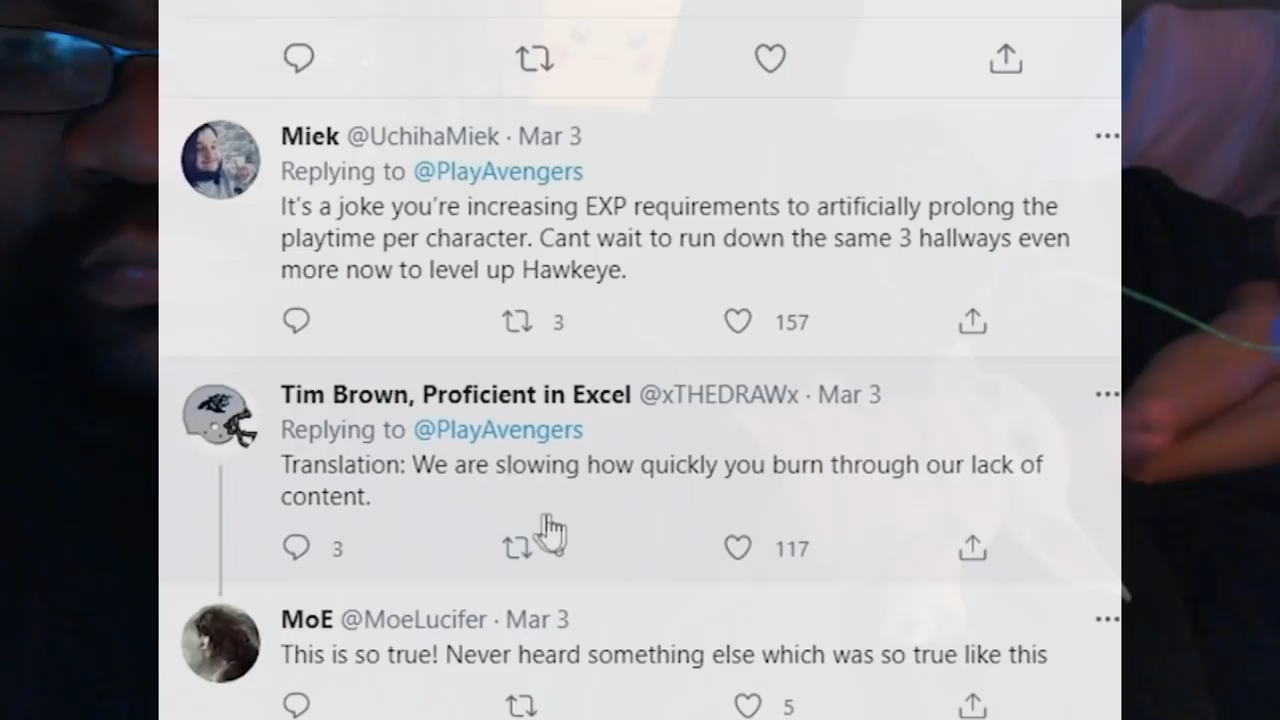 Miek @UchihaMiek · Mar 3
Replying to @PlayAvengers
It's a joke you're increasing EXP requirements to artificially prolong the
playtime per character. Cant wait to run down the same 3 hallways even
more now to level up Hawkeye.
3 157
Tim Brown, Proficient in Excel @xTHEDRAWx · Mar 3
Replying to @PlayAvengers
Translation: We are slowing how quickly you burn through our lack of
content.
3 117
MoE @MoeLucifer · Mar 3
This is so true! Never heard something else which was so true like this
5